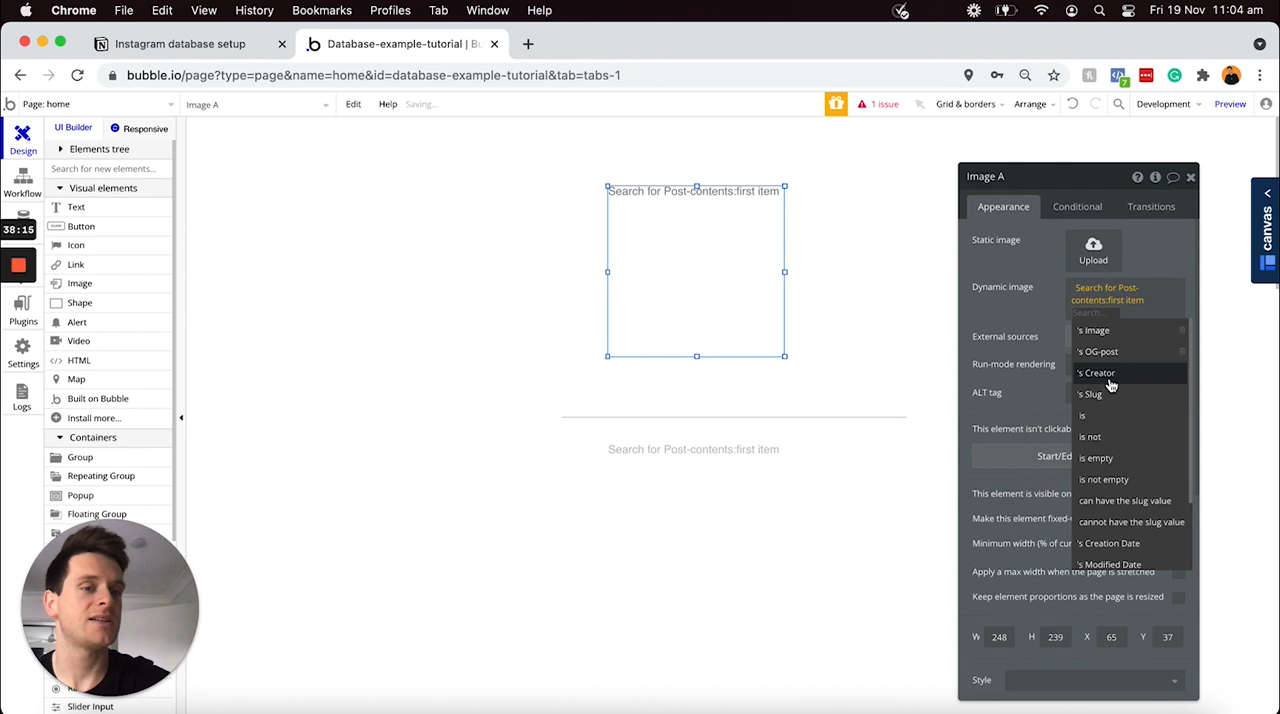 Chrome File Edit View History Bookmarks Profiles Tab Window Help Fri 19 Nov 11:04 am
Instagram database setup
Database-example-tutorial | Bu
bubble.io/page?type=page&name=home&id=database-example-tutorial&tab=tabs-1
7
b Page: home Image A Edit Help Saving... 1 issue Grid & borders Arrange Development Preview
Design
Workflow
38:15
Plugins
Settings
Logs
UI Builder Responsive
Elements tree
Search for new elements...
Visual elements
Text
Button
Icon
Link
Image
Shape
Alert
Video
HTML
Map
Built on Bubble
Install more...
Containers
Group
Repeating Group
Popup
Floating Group
Slider Input
Search for Post-contents:first item
Search for Post-contents:first item
Image A
Appearance Conditional Transitions
Static image
Upload
Dynamic image
Search for Post-
contents:first item
Search...
External sources
Run-mode rendering
ALT tag
This element isn't clickab
Start/Ed
This element is visible on
Make this element fixed-
Minimum width (% of cur
Apply a max width when the page is stretched
Keep element proportions as the page is resized
W 248 H 239 X 65 Y 37
Style
's Image
's OG-post
's Creator
's Slug
is
is not
is empty
is not empty
can have the slug value
cannot have the slug value
's Creation Date
's Modified Date
canvas